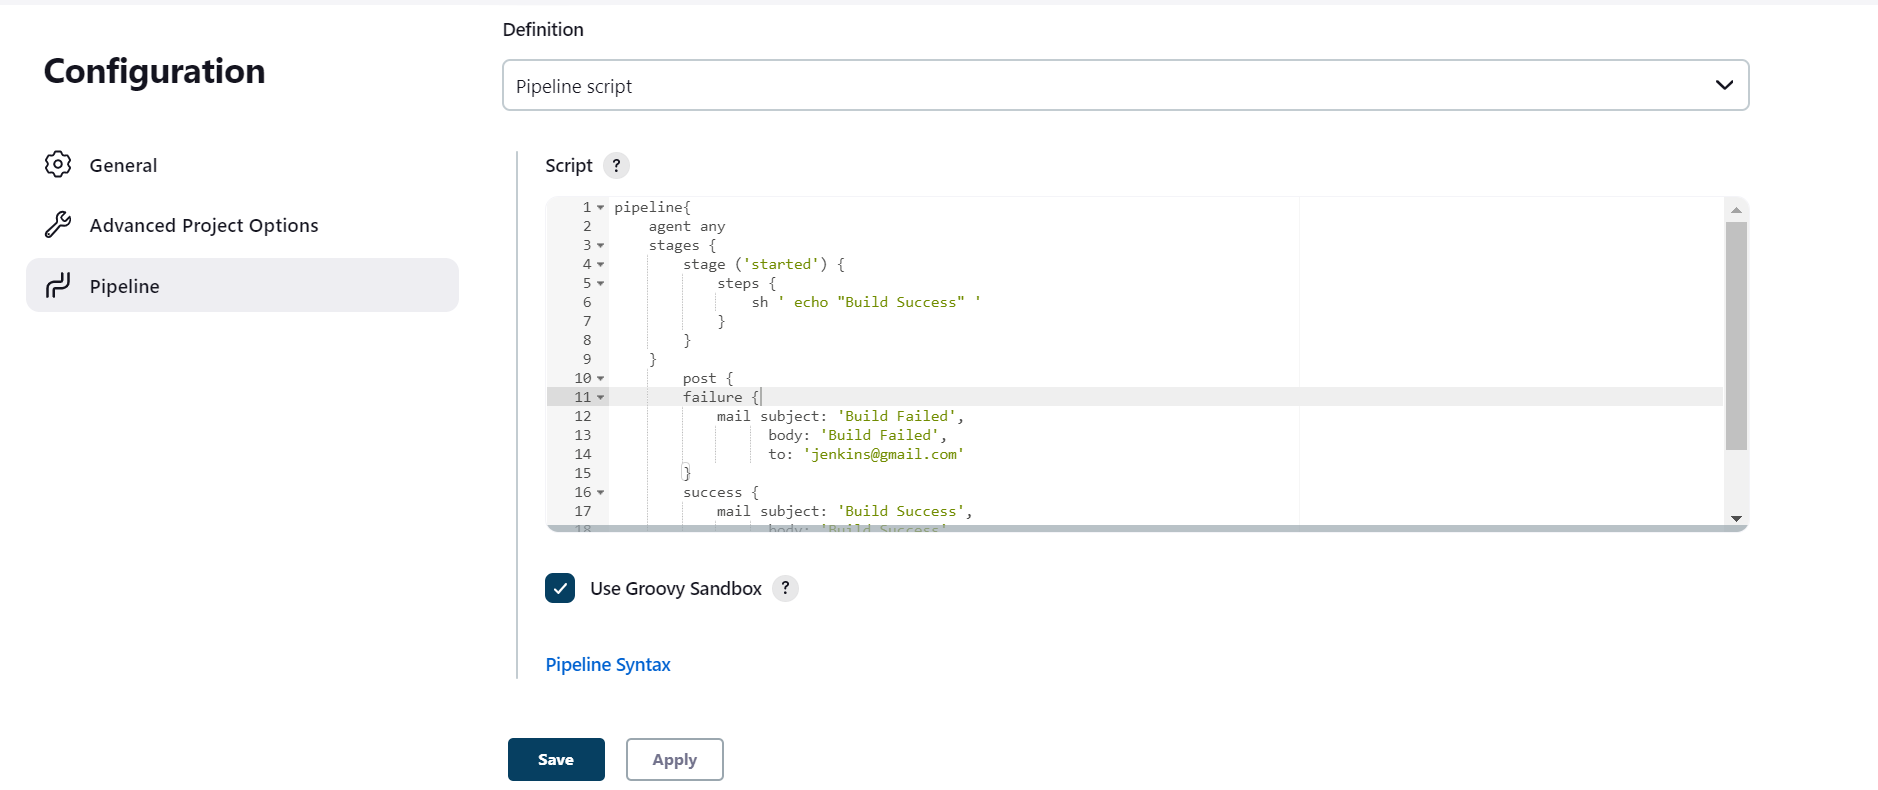 Configuration
General
Advanced Project Options
Pipeline
Definition
Pipeline script
Script ?
1 pipeline{
2     agent any
3     stages {
4         stage ('started') {
5             steps {
6                 sh ' echo "Build Success" '
7             }
8         }
9     }
10         post {
11         failure {
12             mail subject: 'Build Failed',
13                   body: 'Build Failed',
14                   to: 'jenkins@gmail.com'
15         }
16         success {
17             mail subject: 'Build Success',
18                   body: 'Build Success'
Use Groovy Sandbox ?
Pipeline Syntax
Save
Apply